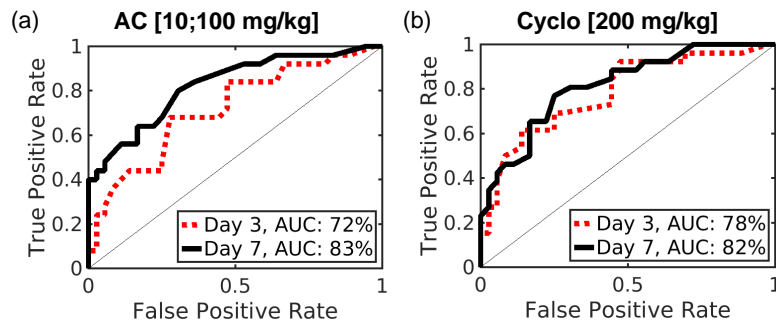 (a) AC [10;100 mg/kg]
True Positive Rate
1
0.8
0.6
0.4
0.2
0
Day 3, AUC: 72%
Day 7, AUC: 83%
0 0.5 1
False Positive Rate
(b) Cyclo [200 mg/kg]
True Positive Rate
1
0.8
0.6
0.4
0.2
0
Day 3, AUC: 78%
Day 7, AUC: 82%
0 0.5 1
False Positive Rate